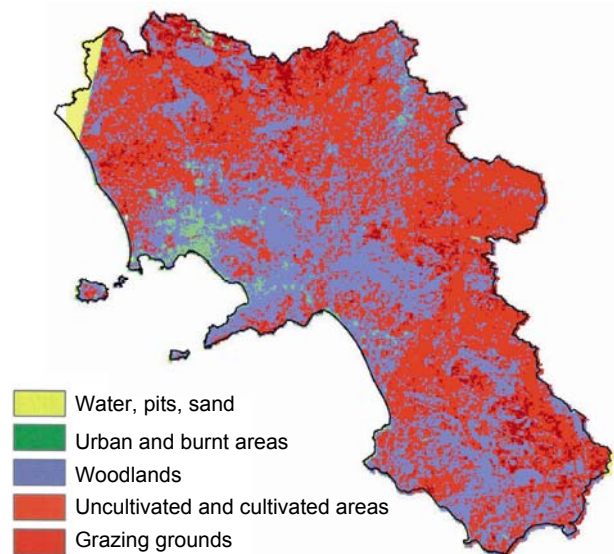 Water, pits, sand
Urban and burnt areas
Woodlands
Uncultivated and cultivated areas
Grazing grounds